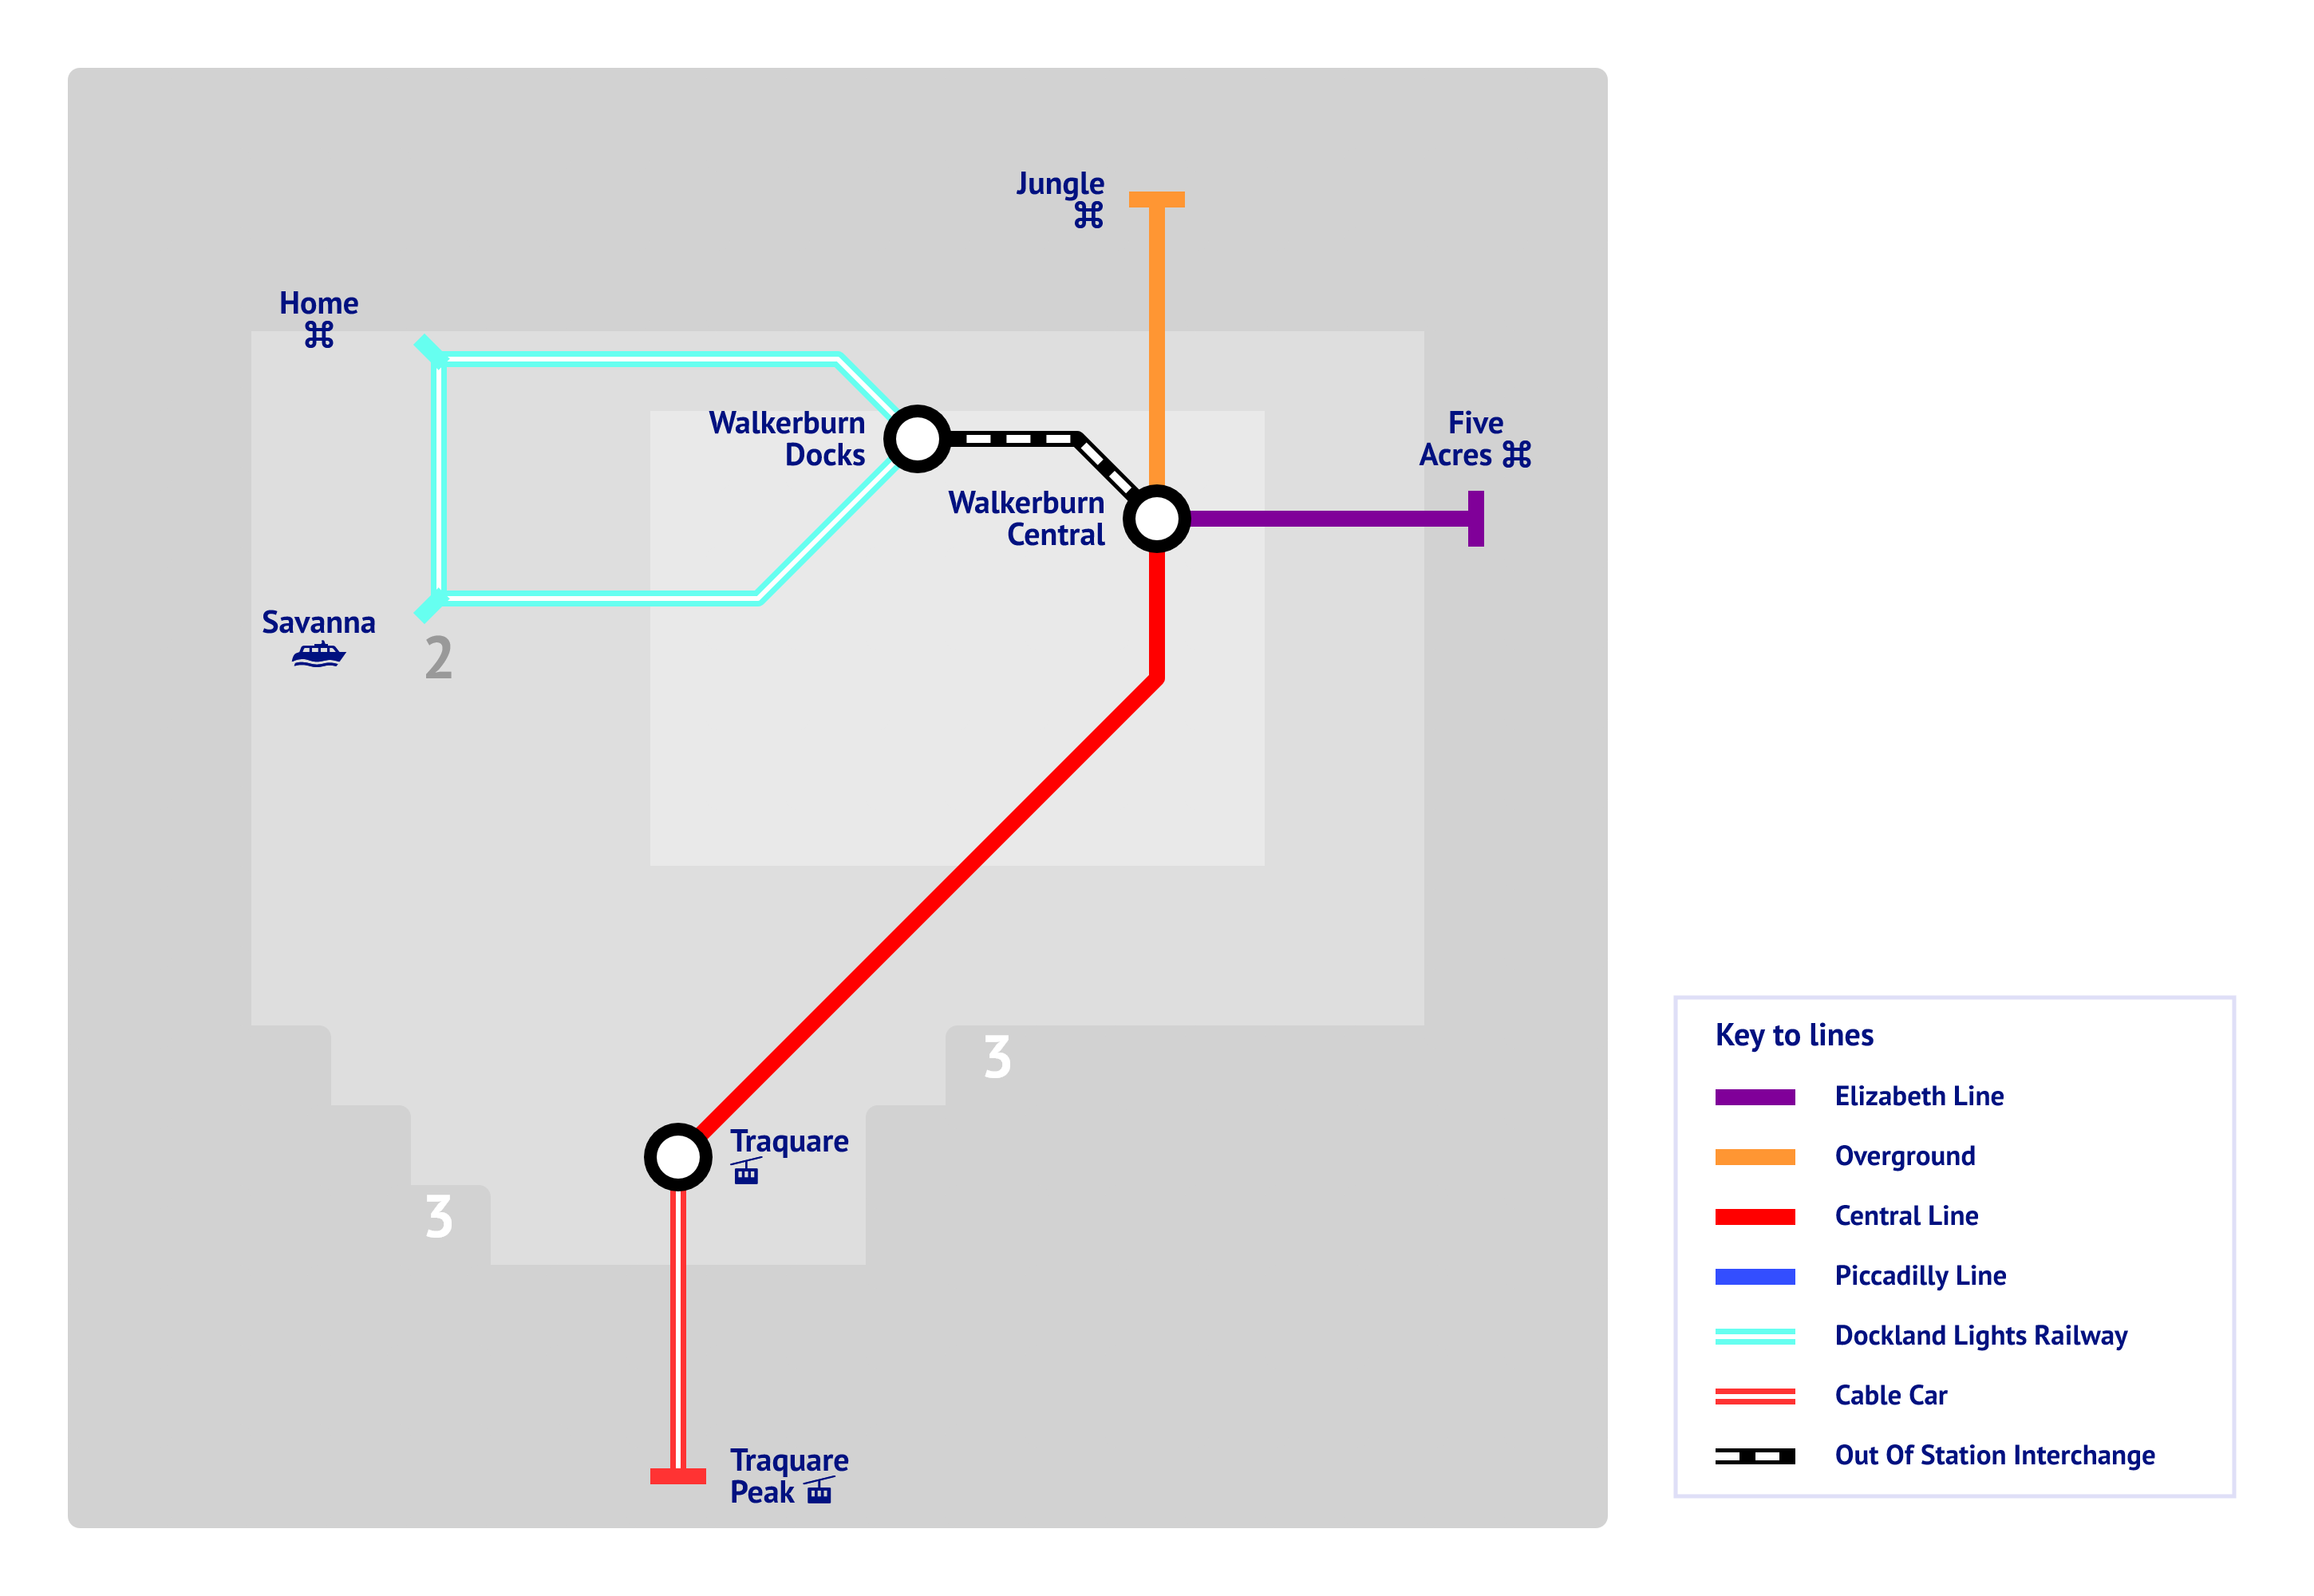 Jungle
Home
Walkerburn
Docks
Five
Acres
Walkerburn
Central
Savanna
2
3
Traquare
3
Traquare
Peak
Key to lines
Elizabeth Line
Overground
Central Line
Piccadilly Line
Dockland Lights Railway
Cable Car
Out Of Station Interchange